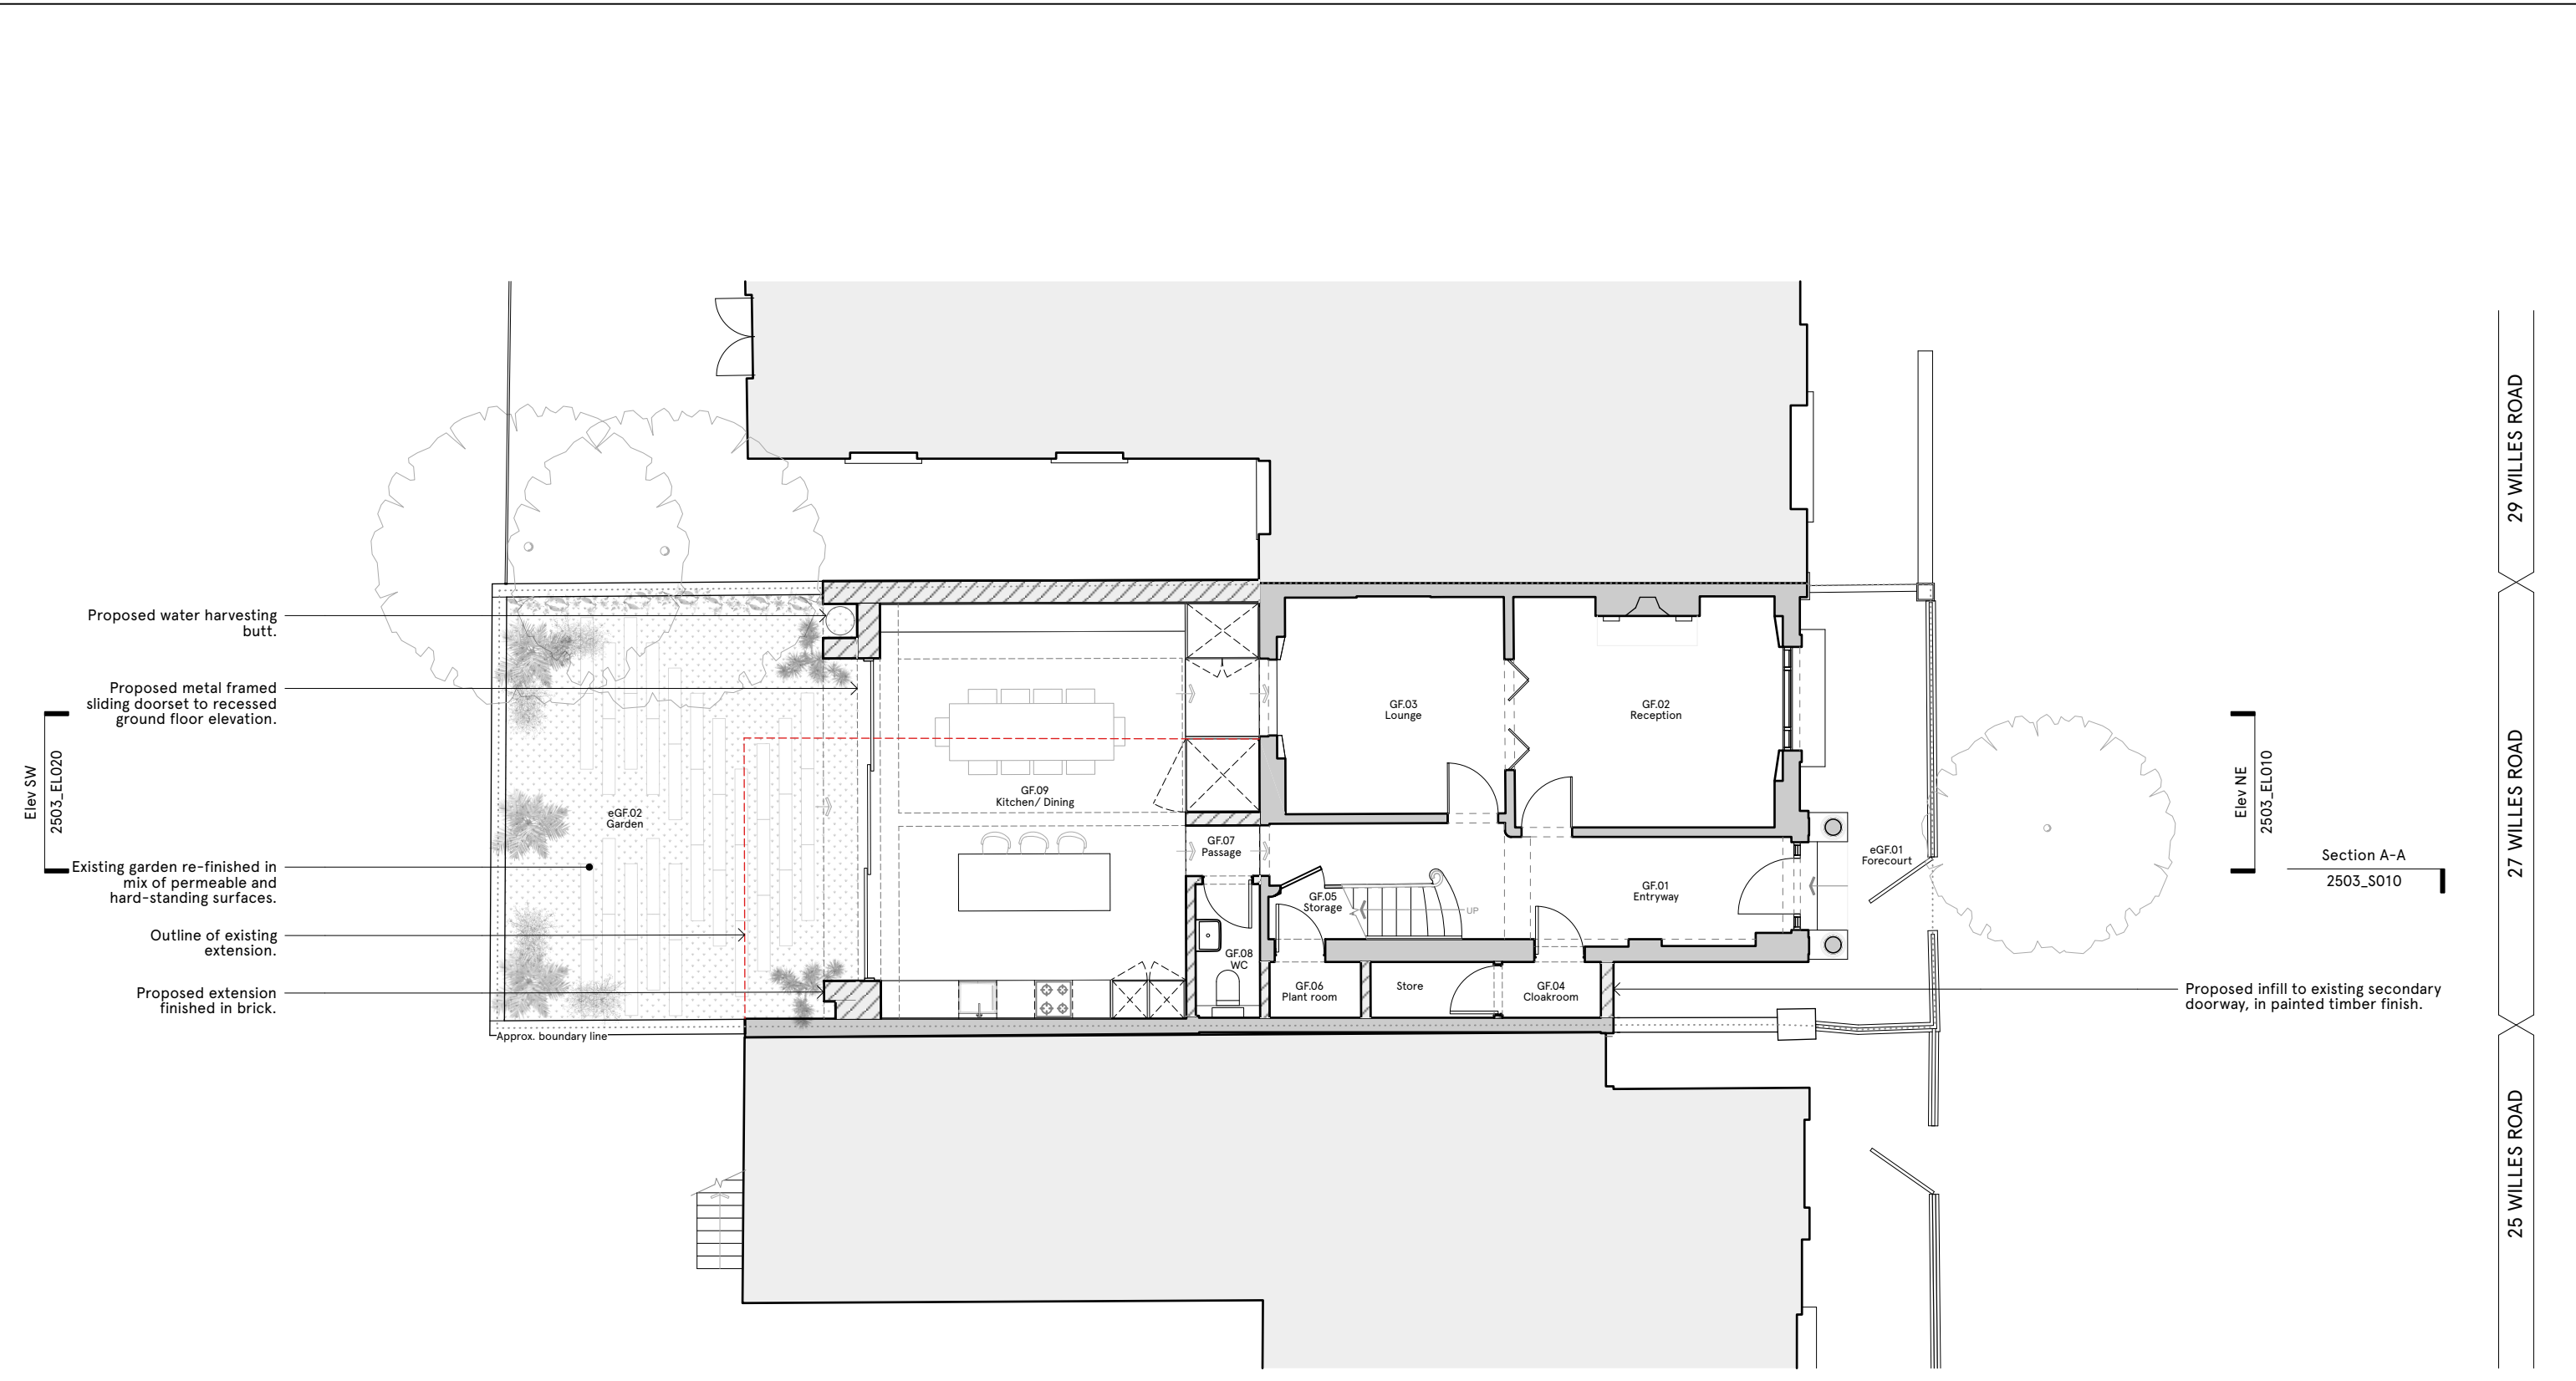 Proposed water harvesting
butt.
Proposed metal framed
sliding doorset to recessed
ground floor elevation.
Elev SW
2503_EL020
Existing garden re-finished in
mix of permeable and
hard-standing surfaces.
Outline of existing
extension.
Proposed extension
finished in brick.
Approx. boundary line
eGF.02
Garden
GF.09
Kitchen/ Dining
GF.07
Passage
GF.08
WC
GF.03
Lounge
GF.02
Reception
GF.05
Storage
UP
GF.01
Entryway
GF.06
Plant room
Store
GF.04
Cloakroom
eGF.01
Forecourt
Elev NE
2503_EL010
Section A-A
2503_S010
Proposed infill to existing secondary
doorway, in painted timber finish.
29 WILLES ROAD
27 WILLES ROAD
25 WILLES ROAD